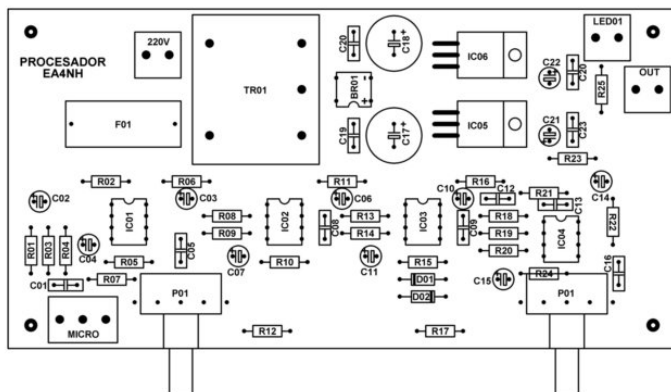 PROCESADOR
EA4NH
220V
TR01
C20
C18
+
IC06
LED01
OUT
C22
C20
R25
F01
BR01
-
+
C19
C17
+
IC05
C21
C23
R23
R02
R06
R11
R16
R21
C14
C02
C03
C06
C10
C12
C13
IC01
IC02
IC03
IC04
R08
R09
C08
R13
R14
C09
R18
R19
R20
R22
R01
R03
R04
C04
C05
C07
C11
C15
C16
R05
R10
R15
R24
R07
C01
D01
D02
P01
P01
MICRO
R12
R17